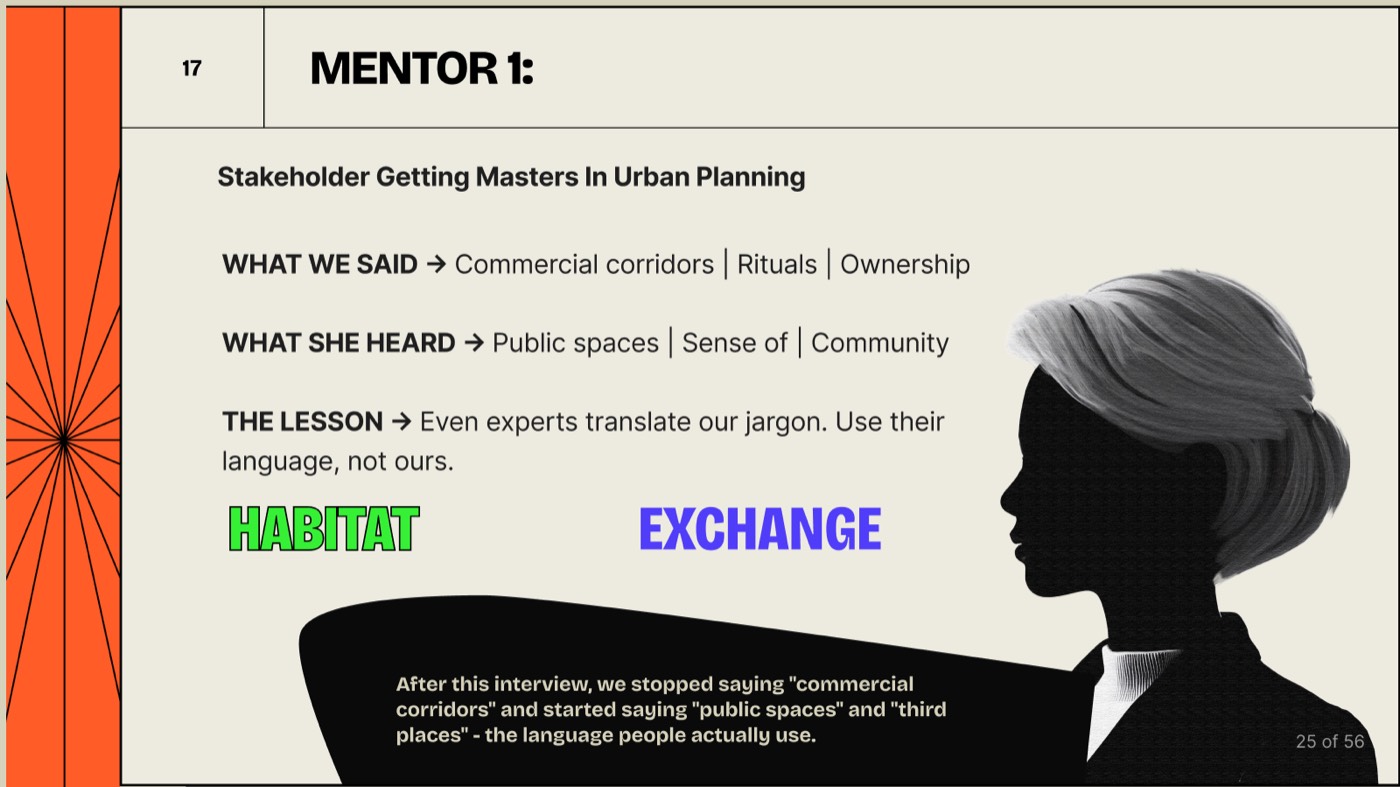 17
MENTOR 1:
Stakeholder Getting Masters In Urban Planning
WHAT WE SAID → Commercial corridors | Rituals | Ownership
WHAT SHE HEARD → Public spaces | Sense of | Community
THE LESSON → Even experts translate our jargon. Use their
language, not ours.
HABITAT EXCHANGE
After this interview, we stopped saying "commercial
corridors" and started saying "public spaces" and "third
places" - the language people actually use.
25 of 56